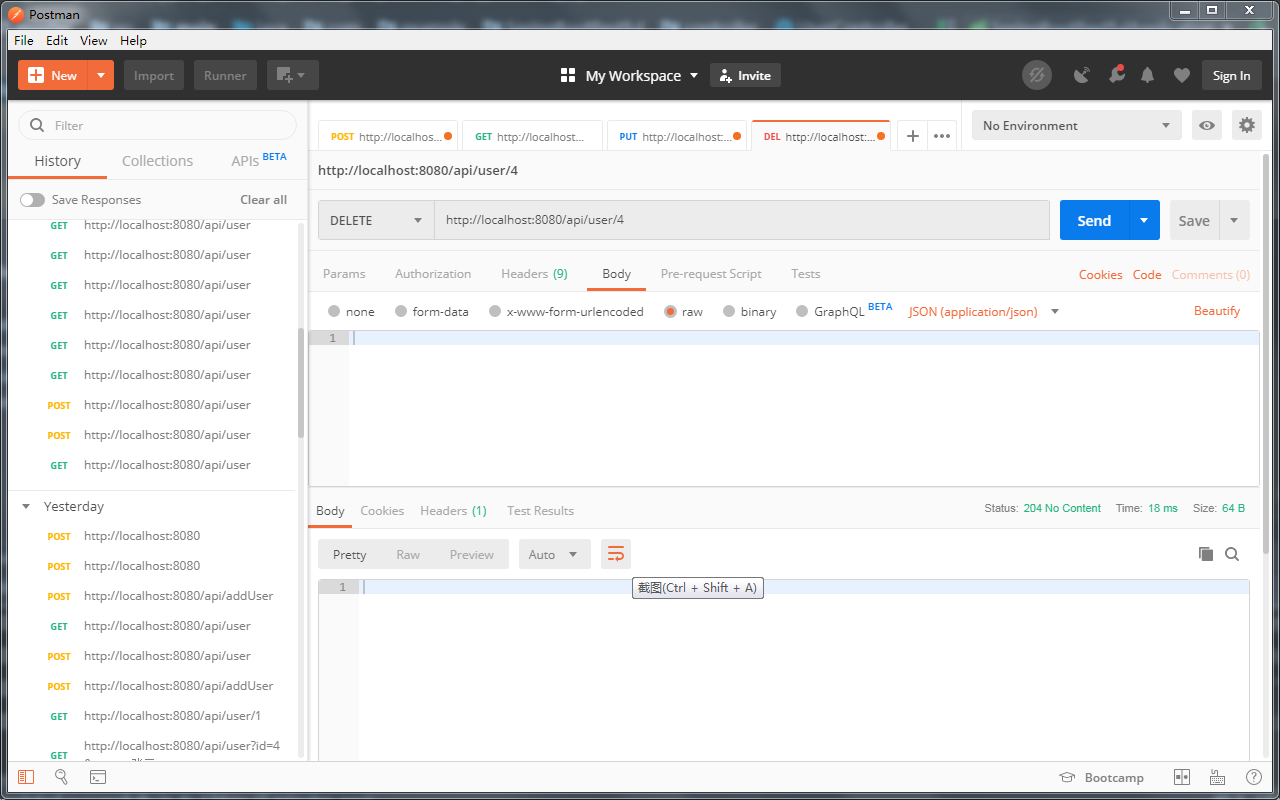 Postman
File Edit View Help
New Import Runner My Workspace Invite Sign In
Filter
History Collections APIs BETA
Save Responses Clear all
GET http://localhost:8080/api/user
GET http://localhost:8080/api/user
GET http://localhost:8080/api/user
GET http://localhost:8080/api/user
GET http://localhost:8080/api/user
GET http://localhost:8080/api/user
POST http://localhost:8080/api/user
POST http://localhost:8080/api/user
GET http://localhost:8080/api/user
Yesterday
POST http://localhost:8080
POST http://localhost:8080
POST http://localhost:8080/api/addUser
GET http://localhost:8080/api/user
POST http://localhost:8080/api/user
POST http://localhost:8080/api/addUser
GET http://localhost:8080/api/user/1
GET http://localhost:8080/api/user?id=4
POST http://localhos... GET http://localhost... PUT http://localhost:... DEL http://localhost:... + •••
No Environment
http://localhost:8080/api/user/4
DELETE http://localhost:8080/api/user/4 Send Save
Params Authorization Headers (9) Body Pre-request Script Tests Cookies Code Comments (0)
none form-data x-www-form-urlencoded raw binary GraphQL BETA JSON (application/json) Beautify
1
Body Cookies Headers (1) Test Results Status: 204 No Content Time: 18 ms Size: 64 B
Pretty Raw Preview Auto
1
截图(Ctrl + Shift + A)
Bootcamp